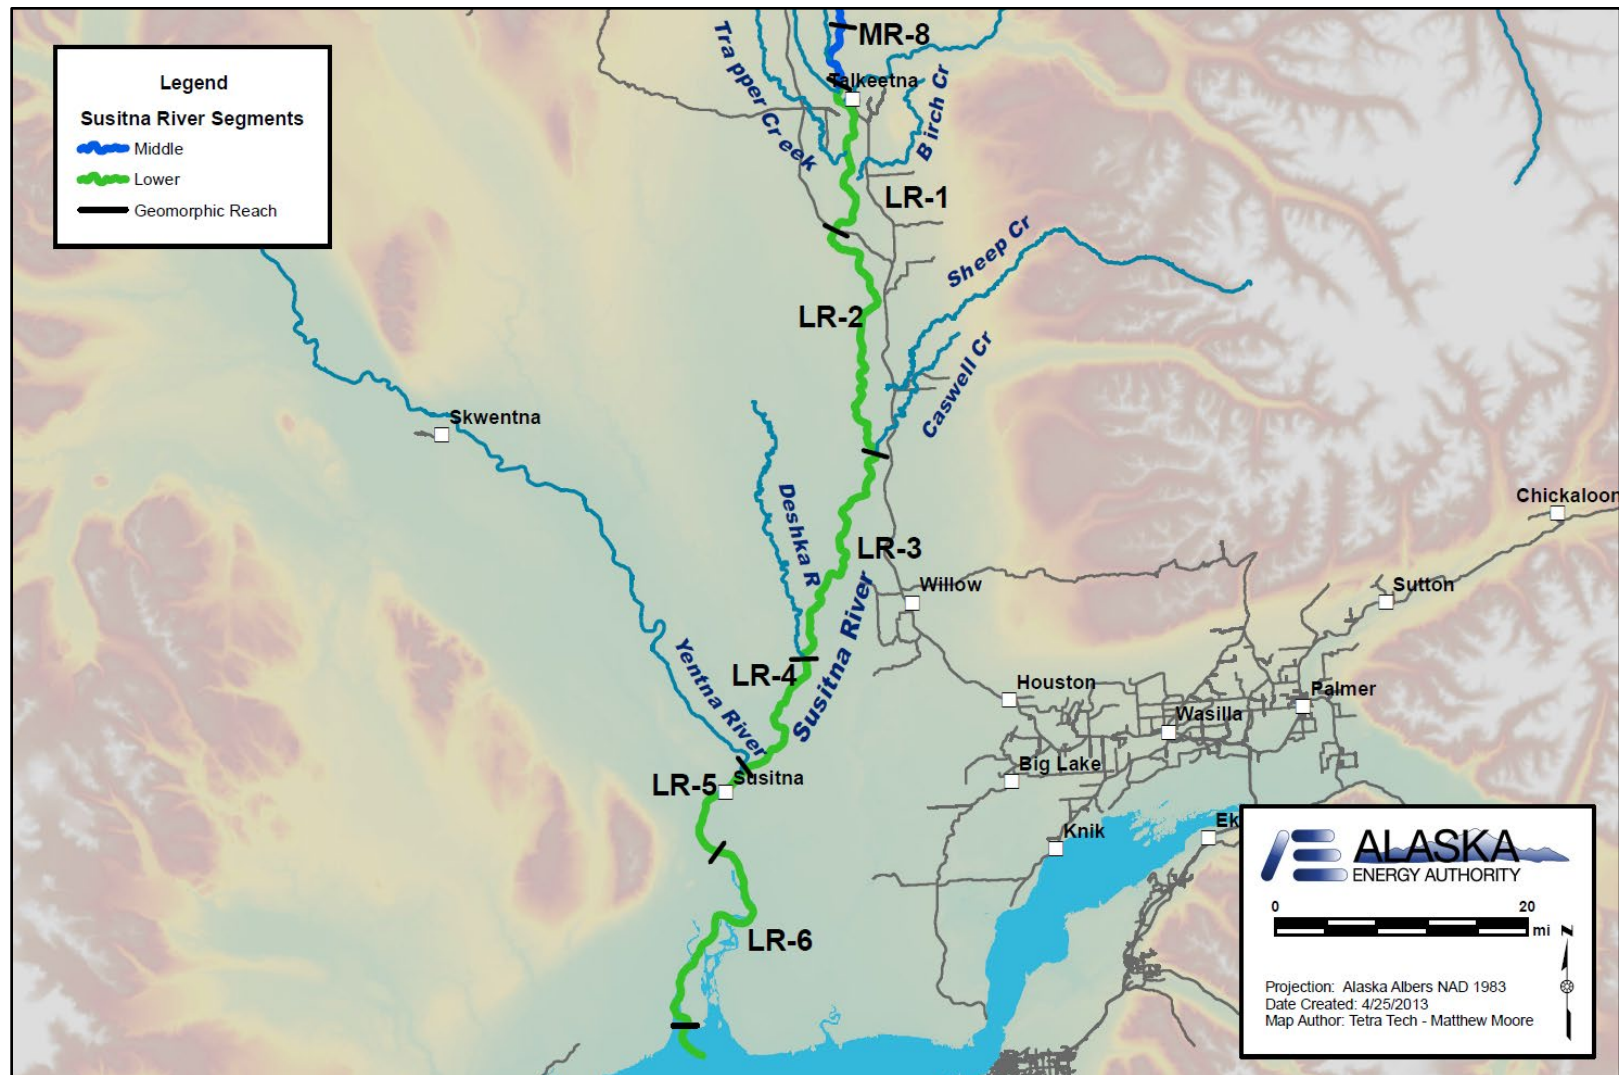 Legend
Susitna River Segments
Middle
Lower
Geomorphic Reach
MR-8
Talkeetna
Trapper Creek
Birch Cr
LR-1
Sheep Cr
LR-2
Caswell Cr
Skwentna
Deshka R
Chickaloon
LR-3
Willow
Sutton
Susitna River
Yentna River
LR-4
Houston
Palmer
Wasilla
Big Lake
LR-5
Susitna
Knik
Ek
LR-6
ALASKA
ENERGY AUTHORITY
0 20
mi
N
Projection: Alaska Albers NAD 1983
Date Created: 4/25/2013
Map Author: Tetra Tech - Matthew Moore